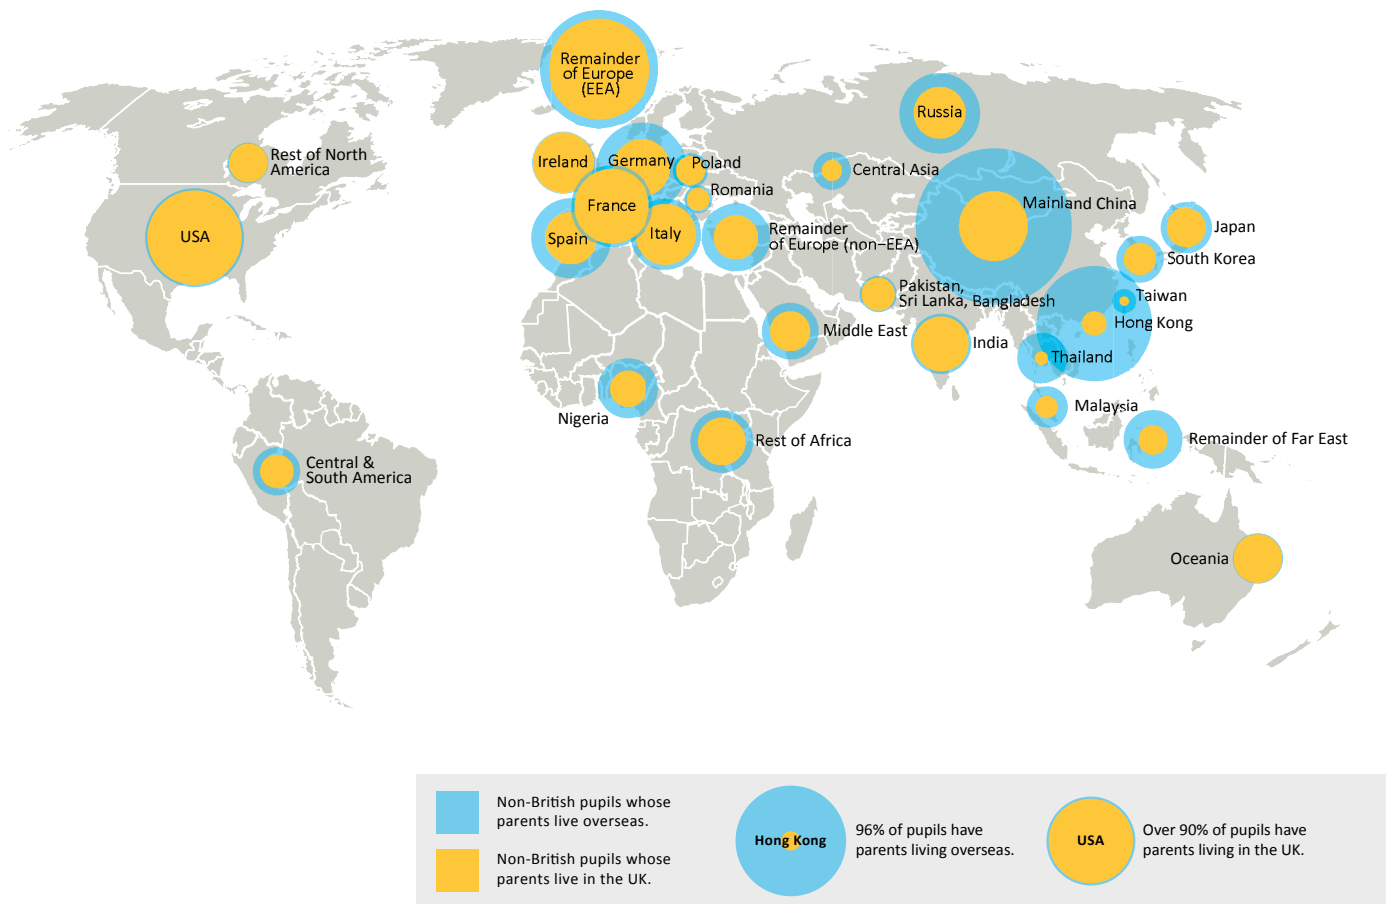 Remainder
of Europe
(EEA)
Russia
Rest of North
America
Ireland
Germany
Poland
Central Asia
Romania
Mainland China
France
USA
Spain
Italy
Remainder
of Europe (non–EEA)
Japan
South Korea
Pakistan,
Sri Lanka, Bangladesh
Taiwan
Hong Kong
Middle East
India
Thailand
Nigeria
Malaysia
Rest of Africa
Remainder of Far East
Central &
South America
Oceania
Non-British pupils whose
parents live overseas.
Non-British pupils whose
parents live in the UK.
Hong Kong
96% of pupils have
parents living overseas.
USA
Over 90% of pupils have
parents living in the UK.